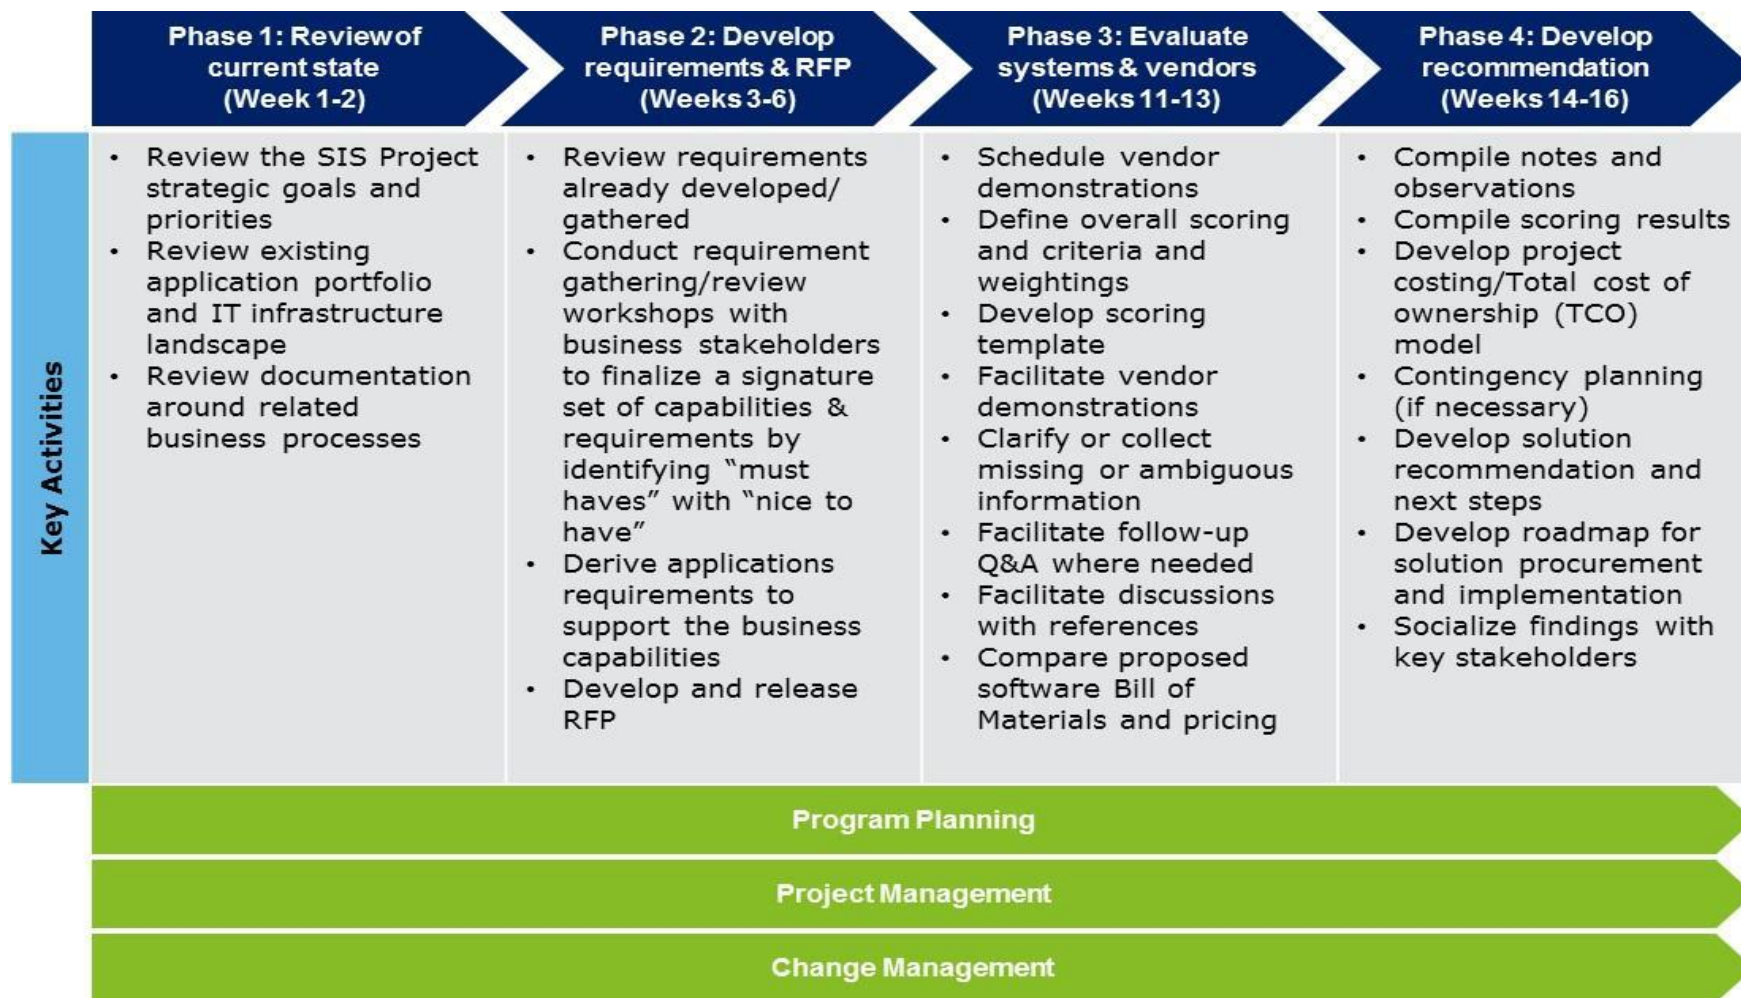 Phase 1: Review of
current state
(Week 1-2)
Phase 2: Develop
requirements & RFP
(Weeks 3-6)
Phase 3: Evaluate
systems & vendors
(Weeks 11-13)
Phase 4: Develop
recommendation
(Weeks 14-16)
Key Activities
• Review the SIS Project
strategic goals and
priorities
• Review existing
application portfolio
and IT infrastructure
landscape
• Review documentation
around related
business processes
• Review requirements
already developed/
gathered
• Conduct requirement
gathering/review
workshops with
business stakeholders
to finalize a signature
set of capabilities &
requirements by
identifying “must
haves” with “nice to
have”
• Derive applications
requirements to
support the business
capabilities
• Develop and release
RFP
• Schedule vendor
demonstrations
• Define overall scoring
and criteria and
weightings
• Develop scoring
template
• Facilitate vendor
demonstrations
• Clarify or collect
missing or ambiguous
information
• Facilitate follow-up
Q&A where needed
• Facilitate discussions
with references
• Compare proposed
software Bill of
Materials and pricing
• Compile notes and
observations
• Compile scoring results
• Develop project
costing/Total cost of
ownership (TCO)
model
• Contingency planning
(if necessary)
• Develop solution
recommendation and
next steps
• Develop roadmap for
solution procurement
and implementation
• Socialize findings with
key stakeholders
Program Planning
Project Management
Change Management